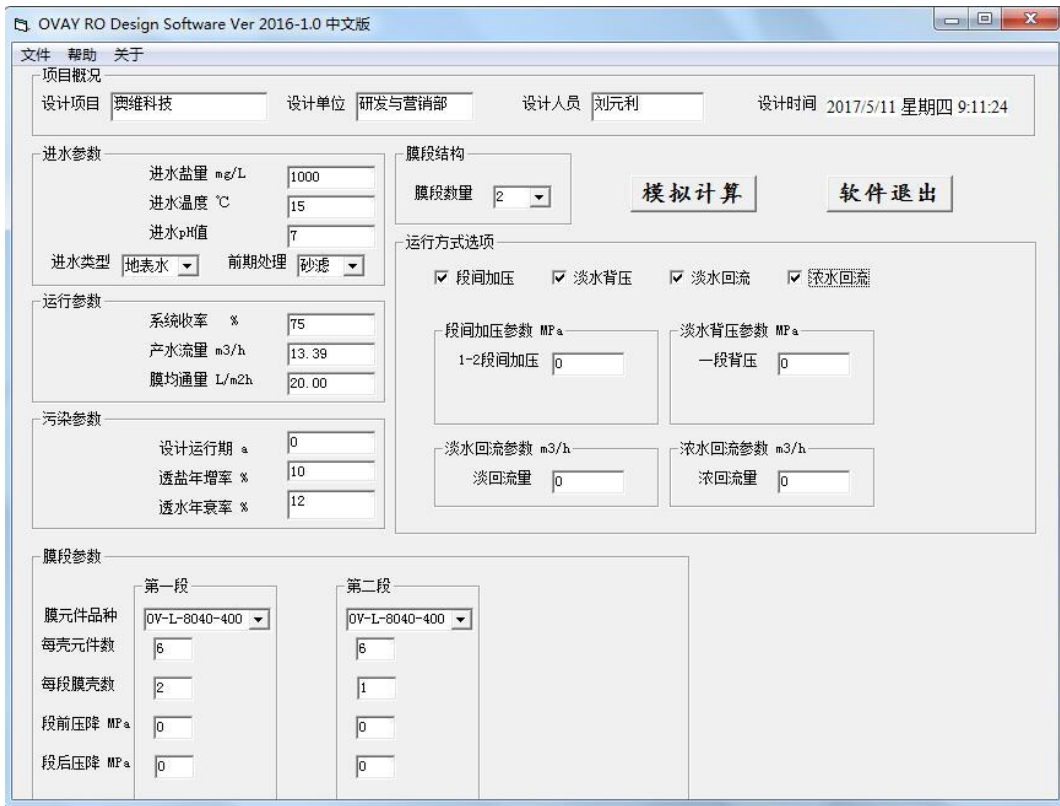 OVAY RO Design Software Ver 2016-1.0 中文版
文件 帮助 关于
项目概况
设计项目 澳维科技 设计单位 研发与营销部 设计人员 刘元利 设计时间 2017/5/11 星期四 9:11:24
进水参数
进水盐量 mg/L 1000
进水温度 ℃ 15
进水pH值 7
进水类型 地表水 前期处理 砂滤
膜段结构
膜段数量 2
模拟计算 软件退出
运行方式选项
段间加压 淡水背压 淡水回流 浓水回流
段间加压参数 MPa
1-2段间加压 0
淡水背压参数 MPa
一段背压 0
淡水回流参数 m3/h
淡回流量 0
浓水回流参数 m3/h
浓回流量 0
运行参数
系统收率 % 75
产水流量 m3/h 13.39
膜均通量 L/m2h 20.00
污染参数
设计运行期 a 0
透盐年增率 % 10
透水年衰率 % 12
膜段参数
第一段 第二段
膜元件品种 OV-L-8040-400 OV-L-8040-400
每壳元件数 6 6
每段膜壳数 2 1
段前压降 MPa 0 0
段后压降 MPa 0 0